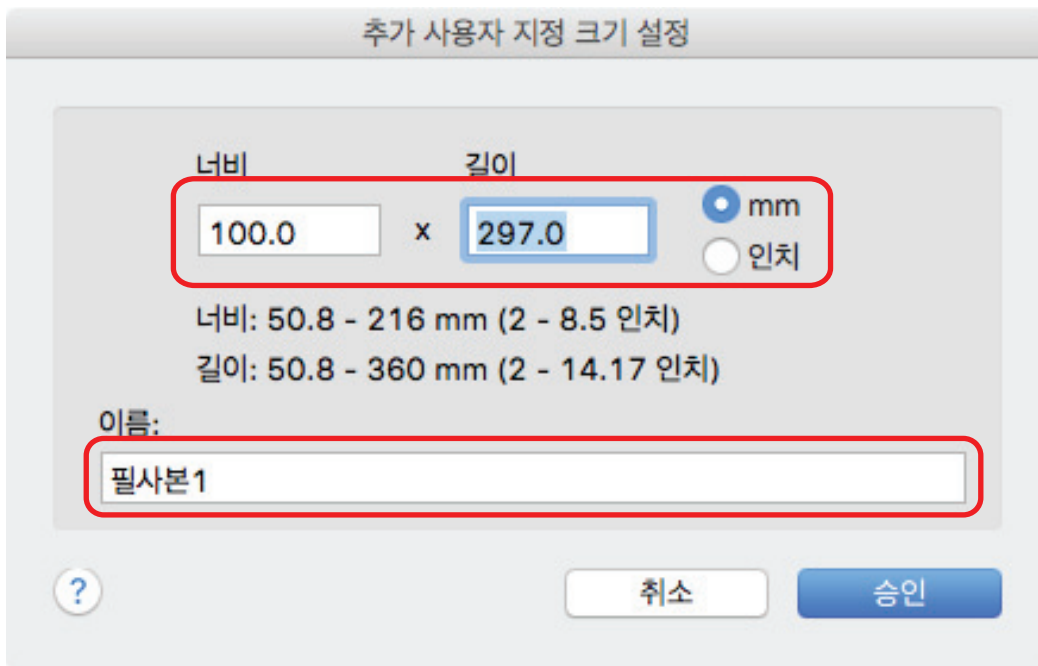 추가 사용자 지정 크기 설정
너비 길이
100.0 x 297.0 mm
인치
너비: 50.8 - 216 mm (2 - 8.5 인치)
길이: 50.8 - 360 mm (2 - 14.17 인치)
이름:
필사본1
? 취소 승인